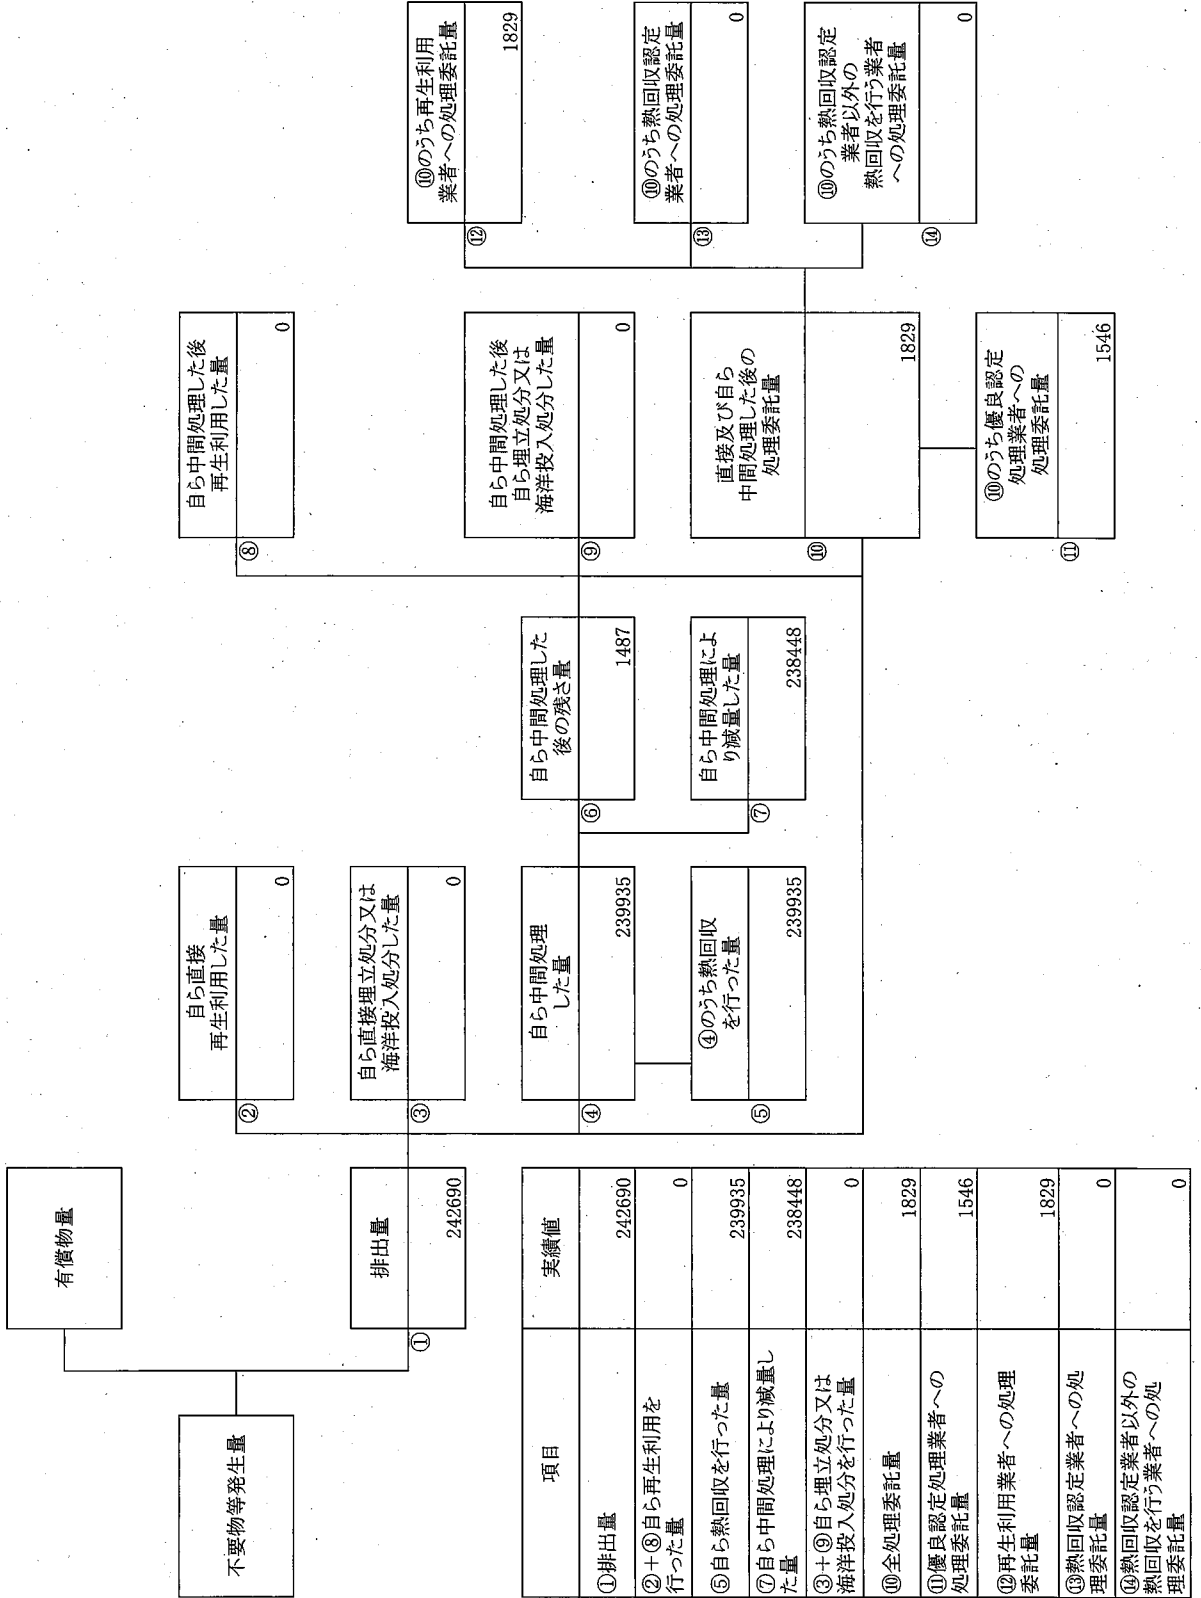 不要物等発生量
有償物量
①
排出量
242690
②
自ら直接
再生利用した量
0
③
自ら直接埋立処分又は
海洋投入処分した量
0
④
自ら中間処理
した量
239935
⑤
④のうち熱回収
を行った量
239935
⑥
自ら中間処理した
後の残さ量
1487
⑦
自ら中間処理によ
り減量した量
238448
⑧
自ら中間処理した後
再生利用した量
0
⑨
自ら中間処理した後
自ら埋立処分又は
海洋投入処分した量
0
⑩
直接及び自ら
中間処理した後の
処理委託量
1829
⑪
⑩のうち優良認定
処理業者への
処理委託量
1546
⑫
⑩のうち再生利用
業者への処理委託量
1829
⑬
⑩のうち熱回収認定
業者への処理委託量
0
⑭
⑩のうち熱回収認定
業者以外の
熱回収を行う業者
への処理委託量
0
項目 実績値
①排出量 242690
②+⑧自ら再生利用を
行った量 0
⑤自ら熱回収を行った量 239935
⑦自ら中間処理により減量し
た量 238448
③+⑨自ら埋立処分又は
海洋投入処分を行った量 0
⑩全処理委託量 1829
⑪優良認定処理業者への
処理委託量 1546
⑫再生利用業者への処理
委託量 1829
⑬熱回収認定業者への処
理委託量 0
⑭熱回収認定業者以外の
熱回収を行う業者への処
理委託量 0